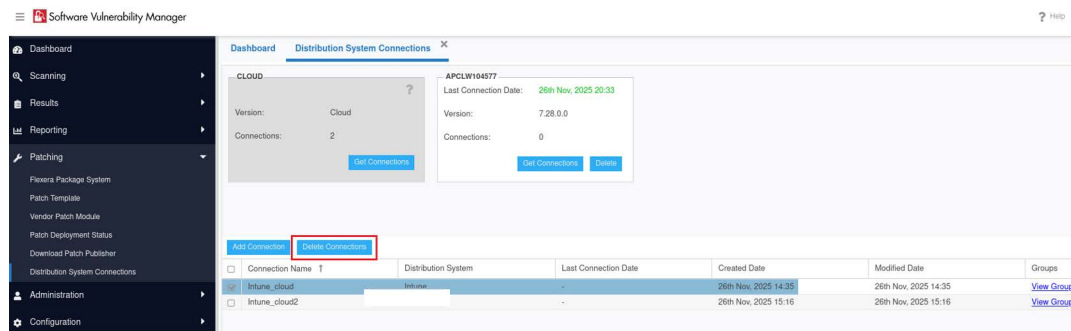 Software Vulnerability Manager
Help
Dashboard
Scanning
Results
Reporting
Patching
Flexera Package System
Patch Template
Vendor Patch Module
Patch Deployment Status
Download Patch Publisher
Distribution System Connections
Administration
Configuration
Dashboard Distribution System Connections
CLOUD
?
Version: Cloud
Connections: 2
Get Connections
APCLW104577
Last Connection Date: 26th Nov, 2025 20:33
Version: 7.28.0.0
Connections: 0
Get Connections Delete
Add Connection Delete Connections
Connection Name ↑ Distribution System Last Connection Date Created Date Modified Date Groups
Intune_cloud Intune - 26th Nov, 2025 14:35 26th Nov, 2025 14:35 View Group
Intune_cloud2 - 26th Nov, 2025 15:16 26th Nov, 2025 15:16 View Group